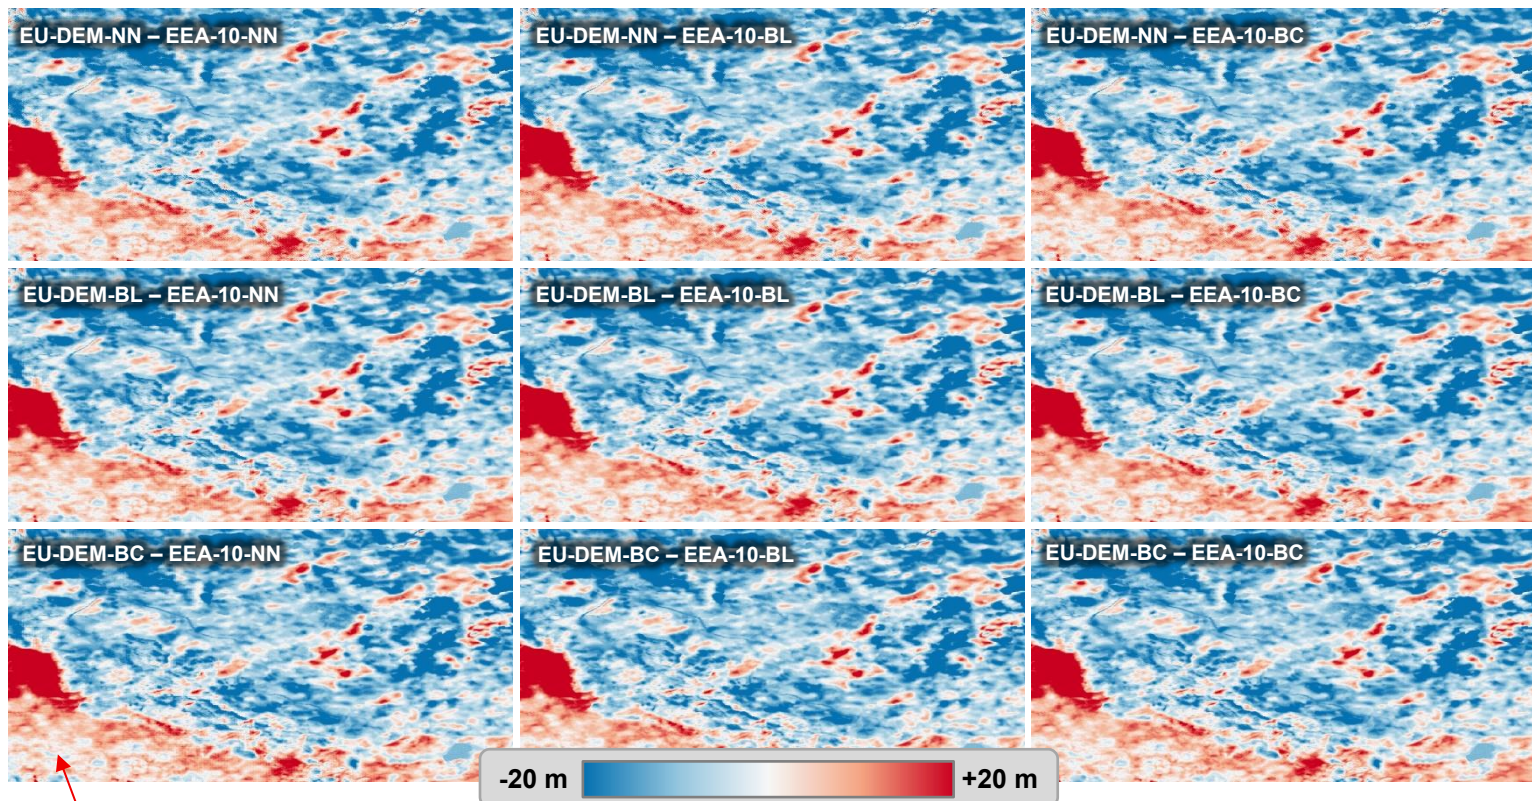 EU-DEM-NN – EEA-10-NN
EU-DEM-NN – EEA-10-BL
EU-DEM-NN – EEA-10-BC
EU-DEM-BL – EEA-10-NN
EU-DEM-BL – EEA-10-BL
EU-DEM-BL – EEA-10-BC
EU-DEM-BC – EEA-10-NN
EU-DEM-BC – EEA-10-BL
EU-DEM-BC – EEA-10-BC
-20 m
+20 m